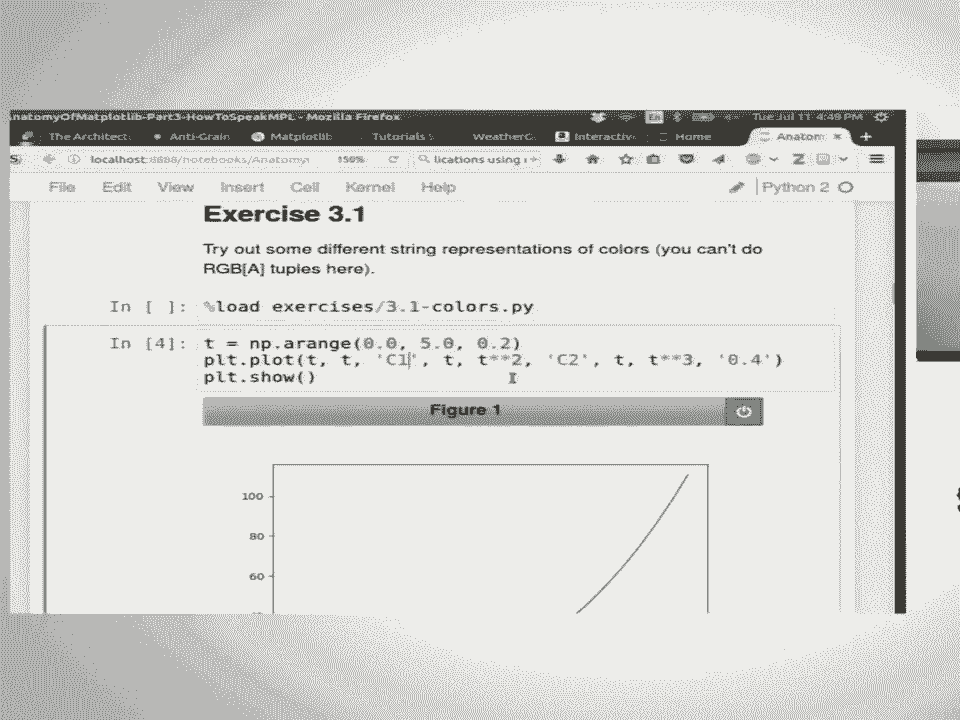 AnatomyOfMatplotlib-Part3-HowToSpeakMPL - Mozilla Firefox
En
Tue Jul 11 4:49 PM
The Architect:
Anti-Grain
Matplotlib
Tutorials
WeatherG
Interactiv
Home
Anatom
localhost:8888/notebooks/Anatomy
150%
lications using
Z
File Edit View Insert Cell Kernel Help
Python 2
Exercise 3.1
Try out some different string representations of colors (you can't do
RGB[A] tuples here).
In [ ]: %load exercises/3.1-colors.py
In [4]: t = np.arange(0.0, 5.0, 0.2)
plt.plot(t, t, 'C1', t, t**2, 'C2', t, t**3, '0.4')
plt.show()
Figure 1
100
80
60